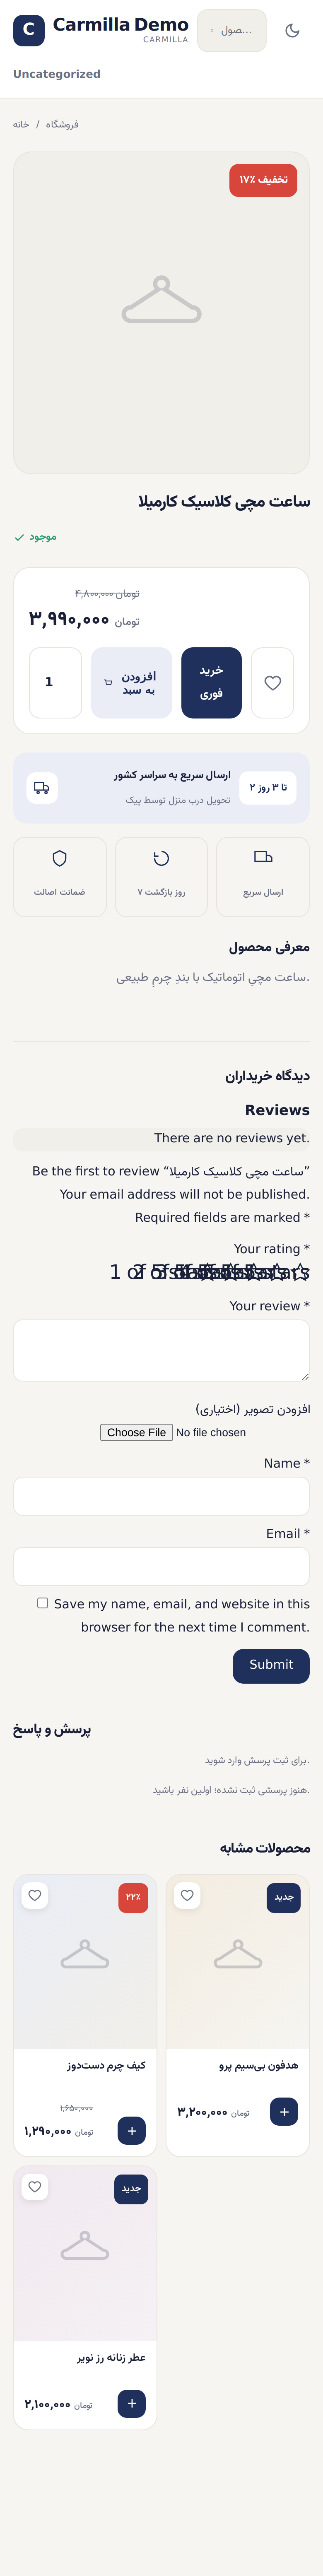 C
Carmilla Demo
CARMILLA
صول...
Uncategorized
خانه / فروشگاه
تخفیف ۱۷٪
ساعت مچی کلاسیک کارمیلا
موجود
تومان ۴,۸۰۰,۰۰۰
۳,۹۹۰,۰۰۰ تومان
1
افزودن به سبد
خرید فوری
ارسال سریع به سراسر کشور
تحویل درب منزل توسط پیک
تا ۳ روز ۲
ضمانت اصالت
روز بازگشت ۷
ارسال سریع
معرفی محصول
.ساعت مچیِ اتوماتیک با بندِ چرمِ طبیعی
دیدگاه خریداران
Reviews
There are no reviews yet.
Be the first to review “ساعت مچی کلاسیک کارمیلا”
Your email address will not be published.
Required fields are marked *
Your rating *
Your review *
افزودن تصویر (اختیاری)
Choose File No file chosen
Name *
Email *
Save my name, email, and website in this
browser for the next time I comment.
Submit
پرسش و پاسخ
.برای ثبت پرسش وارد شوید
.هنوز پرسشی ثبت نشده؛ اولین نفر باشید
محصولات مشابه
۲۲٪
کیف چرم دست‌دوز
۱,۶۵۰,۰۰۰
۱,۲۹۰,۰۰۰ تومان
+
جدید
هدفون بی‌سیم پرو
۳,۲۰۰,۰۰۰ تومان
+
جدید
عطر زنانه رز نویر
۲,۱۰۰,۰۰۰ تومان
+